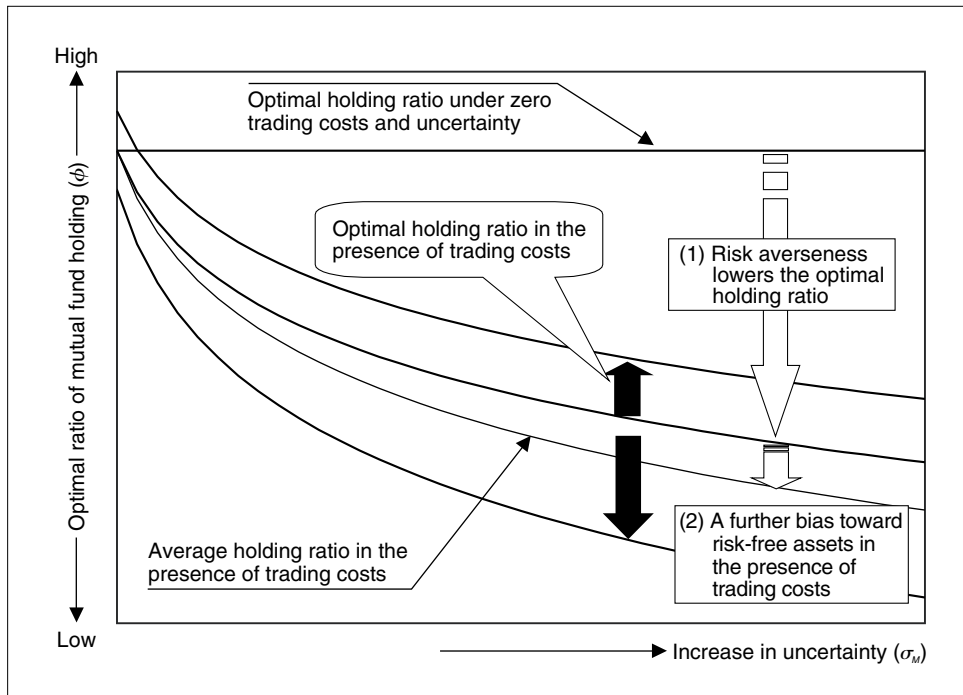 High
Optimal holding ratio under zero
trading costs and uncertainty
Optimal ratio of mutual fund holding (ϕ)
Optimal holding ratio in the
presence of trading costs
(1) Risk averseness
lowers the optimal
holding ratio
Average holding ratio in the
presence of trading costs
(2) A further bias toward
risk-free assets in
the presence of
trading costs
Low
Increase in uncertainty (σM)